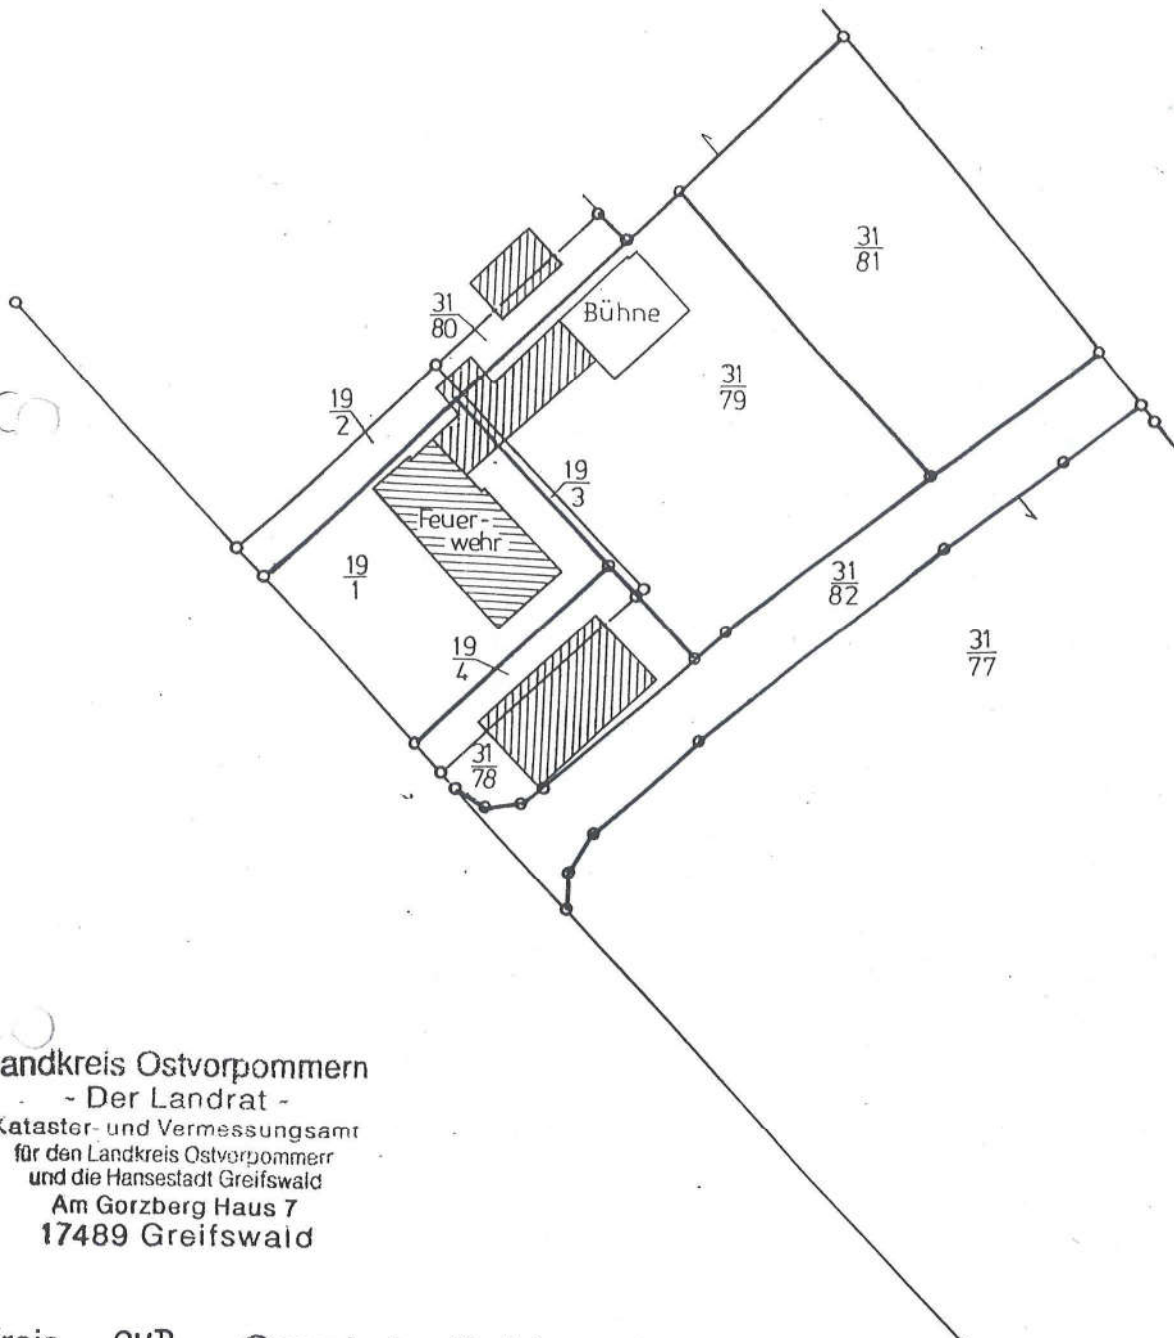 31
81
31
80
Bühne
31
79
19
2
19
3
Feuer-
wehr
19
1
31
82
31
77
19
4
31
78
andkreis Ostvorpommern
- Der Landrat -
Kataster- und Vermessungsamt
für den Landkreis Ostvorpommern
und die Hansestadt Greifswald
Am Gorzberg Haus 7
17489 Greifswald